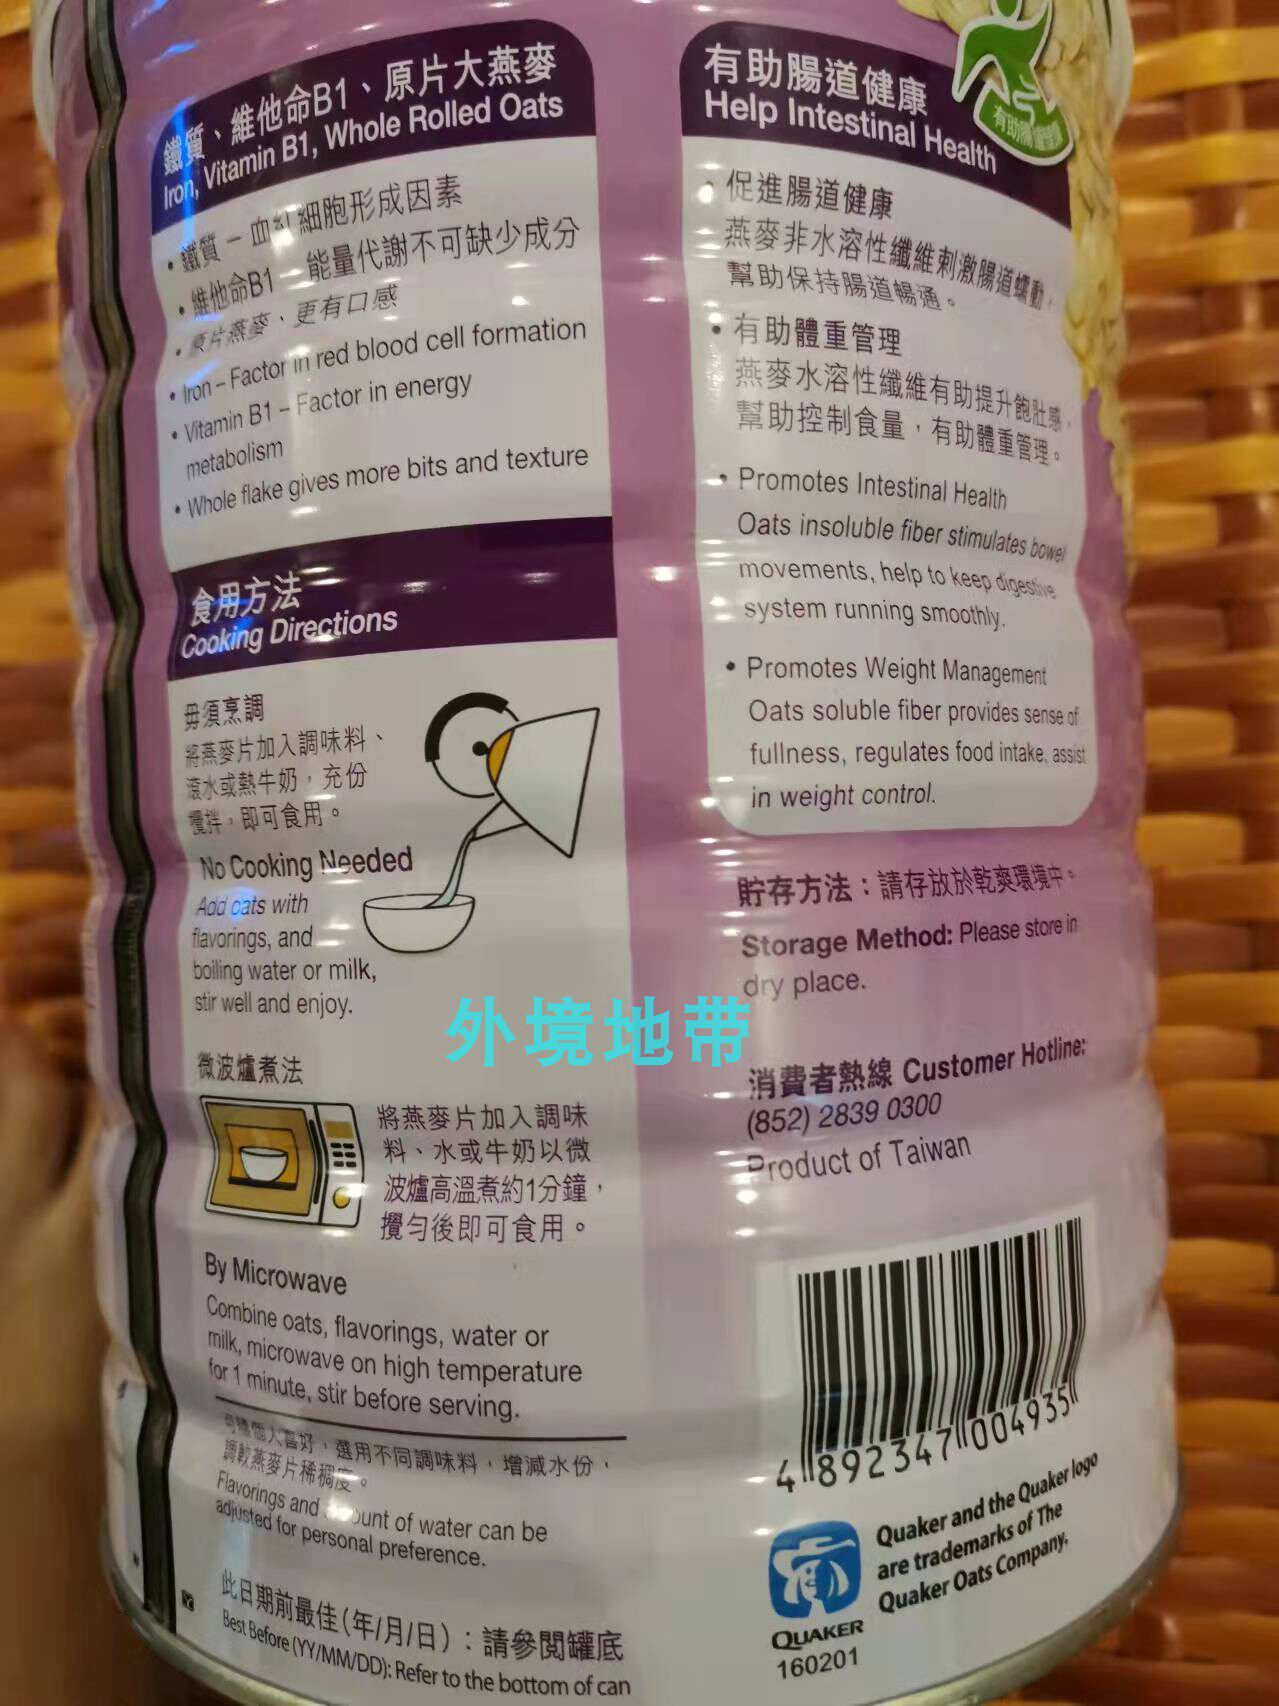 鐵質、維他命B1、原片大燕麥
Iron, Vitamin B1, Whole Rolled Oats
• 鐵質 – 血紅細胞形成因素
• 維他命B1 – 能量代謝不可缺少成分
• 原片燕麥、更有口感
• Iron – Factor in red blood cell formation
• Vitamin B1 – Factor in energy
metabolism
• Whole flake gives more bits and texture
食用方法
Cooking Directions
毋須烹調
將燕麥片加入調味料、
滾水或熱牛奶，充份
攪拌，即可食用。
No Cooking Needed
Add oats with
flavorings, and
boiling water or milk,
stir well and enjoy.
微波爐煮法
將燕麥片加入調味
料、水或牛奶以微
波爐高溫煮約1分鐘，
攪勻後即可食用。
By Microwave
Combine oats, flavorings, water or
milk, microwave on high temperature
for 1 minute, stir before serving.
可隨個人喜好，選用不同調味料，增減水份，
調較燕麥片稀稠度。
Flavorings and amount of water can be
adjusted for personal preference.
此日期前最佳(年/月/日)：請參閱罐底
Best Before (YY/MM/DD): Refer to the bottom of can
有助腸道健康
Help Intestinal Health
有助腸道健康
• 促進腸道健康
燕麥非水溶性纖維刺激腸道蠕動，
幫助保持腸道暢通。
• 有助體重管理
燕麥水溶性纖維有助提升飽肚感，
幫助控制食量，有助體重管理。
• Promotes Intestinal Health
Oats insoluble fiber stimulates bowel
movements, help to keep digestive
system running smoothly.
• Promotes Weight Management
Oats soluble fiber provides sense of
fullness, regulates food intake, assist
in weight control.
貯存方法：請存放於乾爽環境中。
Storage Method: Please store in
dry place.
外境地带
消費者熱線 Customer Hotline:
(852) 2839 0300
Product of Taiwan
4 892347 004935
Quaker and the Quaker logo
are trademarks of The
Quaker Oats Company.
QUAKER
160201